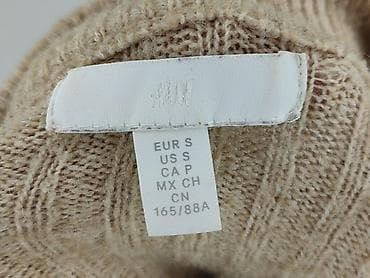 H&M
EUR S
US S
CA P
MX CH
CN
165/88A